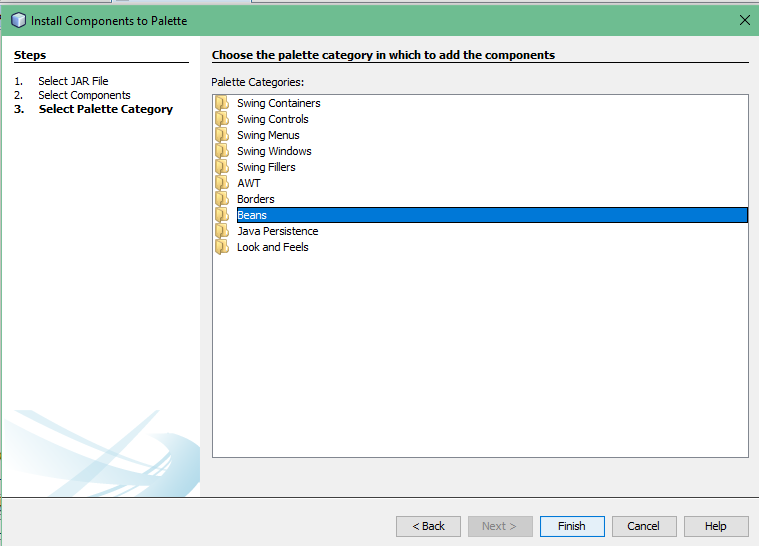 Install Components to Palette
Steps
1. Select JAR File
2. Select Components
3. Select Palette Category
Choose the palette category in which to add the components
Palette Categories:
Swing Containers
Swing Controls
Swing Menus
Swing Windows
Swing Fillers
AWT
Borders
Beans
Java Persistence
Look and Feels
< Back
Next >
Finish
Cancel
Help